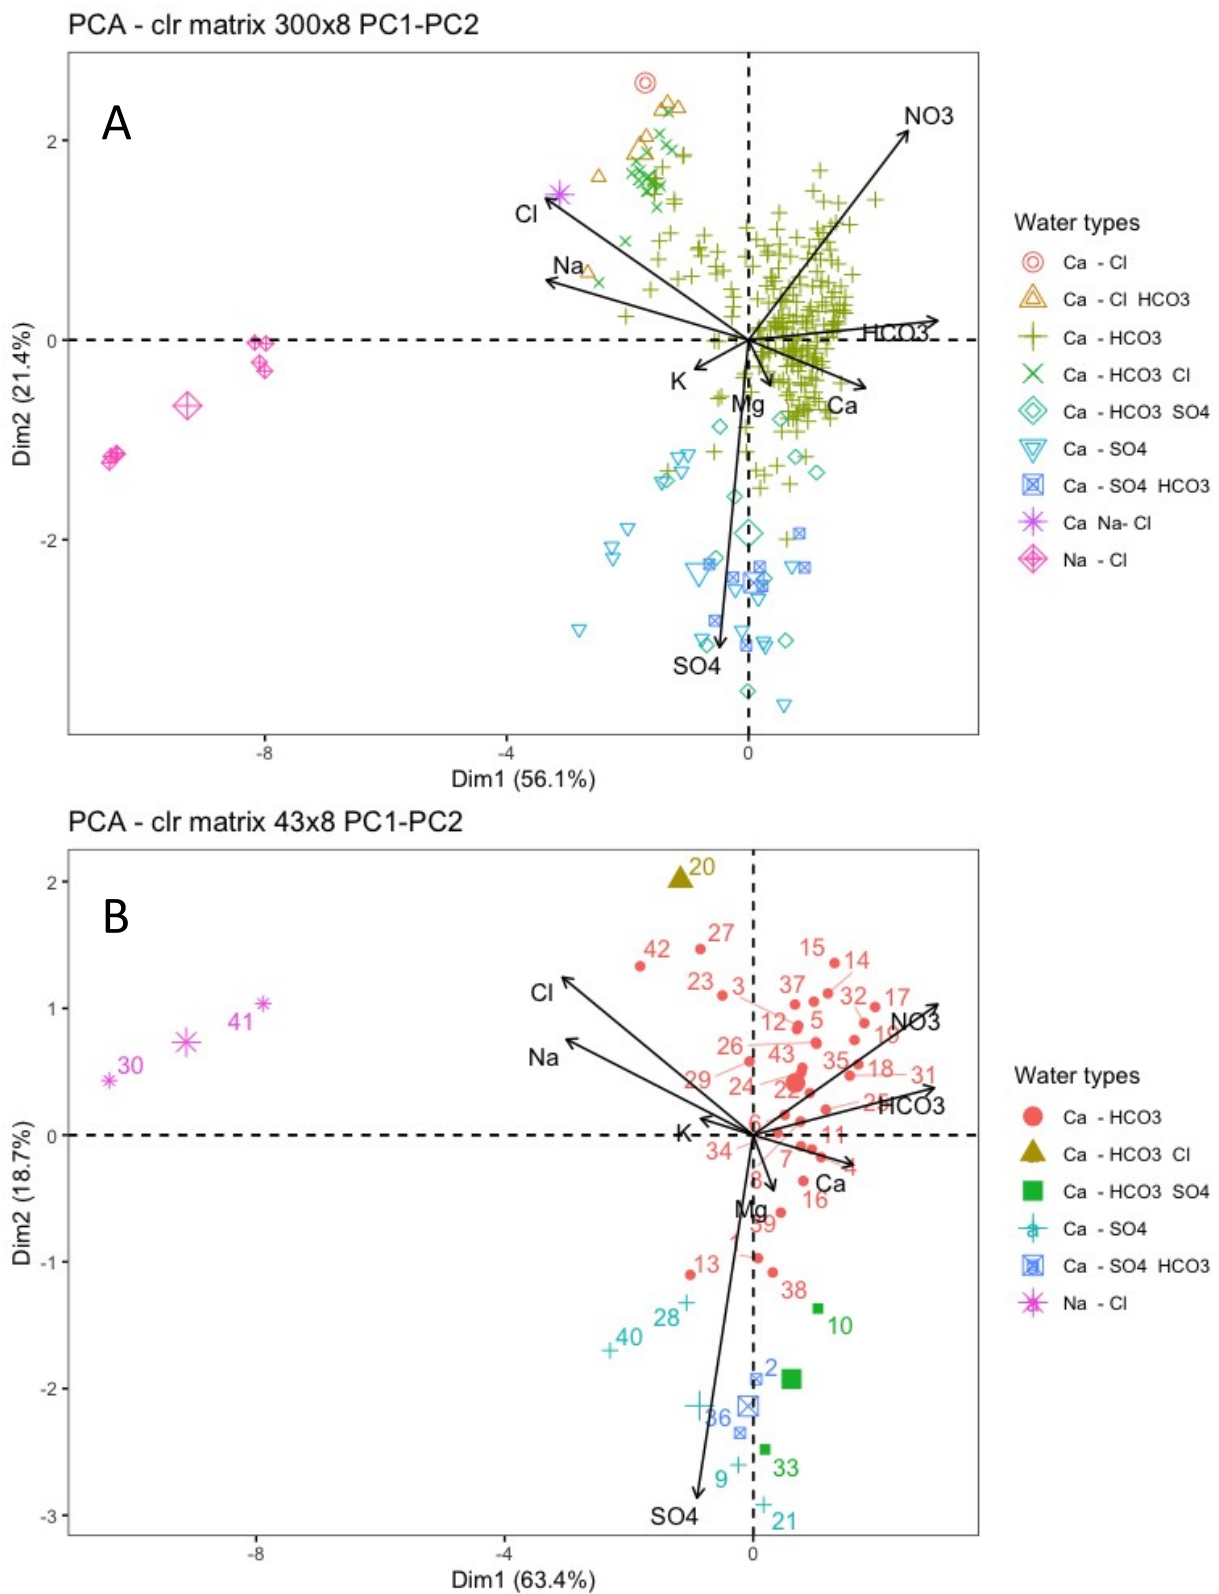 PCA - clr matrix 300x8 PC1-PC2
A
NO3
Cl
Na
HCO3
K
Mg
Ca
SO4
2
0
-2
-8
-4
0
Dim1 (56.1%)
Dim2 (21.4%)
Water types
Ca - Cl
Ca - Cl HCO3
Ca - HCO3
Ca - HCO3 Cl
Ca - HCO3 SO4
Ca - SO4
Ca - SO4 HCO3
Ca Na- Cl
Na - Cl
PCA - clr matrix 43x8 PC1-PC2
B
20
27
42
15
14
23
3
37
32
17
Cl
12
5
NO3
19
41
26
43
35
Na
18
31
30
29
24
22
25
HCO3
6
K
34
7
11
4
8
Ca
16
Mg
39
1
13
38
28
10
40
2
36
9
33
SO4
21
2
1
0
-1
-2
-3
-8
-4
0
Dim1 (63.4%)
Dim2 (18.7%)
Water types
Ca - HCO3
Ca - HCO3 Cl
Ca - HCO3 SO4
Ca - SO4
Ca - SO4 HCO3
Na - Cl